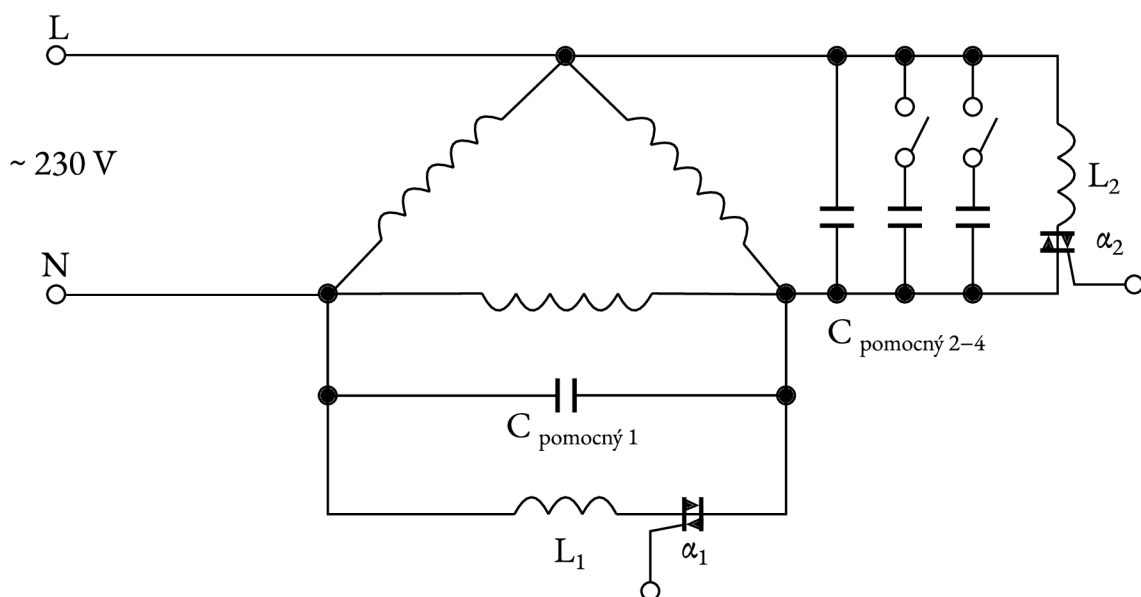 L
~ 230 V
N
L2
α2
C pomocný 2–4
C pomocný 1
L1
α1